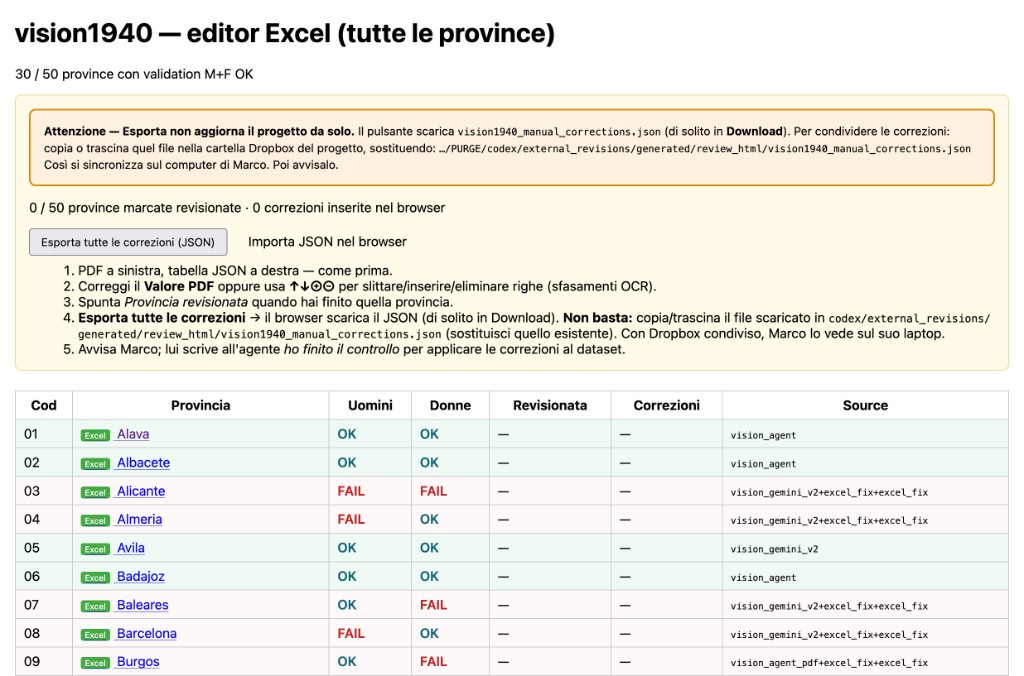 vision1940 — editor Excel (tutte le province)
30 / 50 province con validation M+F OK
Attenzione — Esporta non aggiorna il progetto da solo. Il pulsante scarica vision1940_manual_corrections.json (di solito in Download). Per condividere le correzioni:
copia o trascina quel file nella cartella Dropbox del progetto, sostituendo: …/PURGE/codex/external_revisions/generated/review_html/vision1940_manual_corrections.json
Così si sincronizza sul computer di Marco. Poi avvisalo.
0 / 50 province marcate revisionate · 0 correzioni inserite nel browser
Esporta tutte le correzioni (JSON) Importa JSON nel browser
1. PDF a sinistra, tabella JSON a destra — come prima.
2. Correggi il Valore PDF oppure usa ↑↓⊕⊖ per slittare/inserire/eliminare righe (sfasamenti OCR).
3. Spunta Provincia revisionata quando hai finito quella provincia.
4. Esporta tutte le correzioni → il browser scarica il JSON (di solito in Download). Non basta: copia/trascina il file scaricato in codex/external_revisions/
generated/review_html/vision1940_manual_corrections.json (sostituisci quello esistente). Con Dropbox condiviso, Marco lo vede sul suo laptop.
5. Avvisa Marco; lui scrive all'agente ho finito il controllo per applicare le correzioni al dataset.
Cod Provincia Uomini Donne Revisionata Correzioni Source
01 Excel Alava OK OK — — vision_agent
02 Excel Albacete OK OK — — vision_agent
03 Excel Alicante FAIL FAIL — — vision_gemini_v2+excel_fix+excel_fix
04 Excel Almeria FAIL OK — — vision_gemini_v2+excel_fix+excel_fix
05 Excel Avila OK OK — — vision_gemini_v2
06 Excel Badajoz OK OK — — vision_agent
07 Excel Baleares OK FAIL — — vision_gemini_v2+excel_fix+excel_fix
08 Excel Barcelona FAIL OK — — vision_gemini_v2+excel_fix+excel_fix
09 Excel Burgos OK FAIL — — vision_agent_pdf+excel_fix+excel_fix